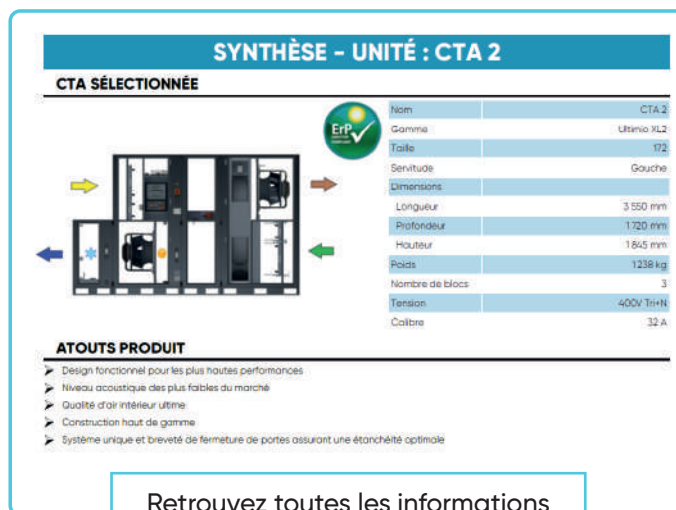 SYNTHÈSE - UNITÉ : CTA 2
CTA SÉLECTIONNÉE
ErP
Nom CTA 2
Gamme Ultimio XL2
Taille 172
Servitude Gauche
Dimensions
Longueur 3 550 mm
Profondeur 1 720 mm
Hauteur 1 845 mm
Poids 1 238 kg
Nombre de blocs 3
Tension 400V Tri+N
Calibre 32 A
ATOUTS PRODUIT
Design fonctionnel pour les plus hautes performances
Niveau acoustique des plus faibles du marché
Qualité d'air intérieur ultime
Construction haut de gamme
Système unique et breveté de fermeture de portes assurant une étanchéité optimale
Retrouvez toutes les informations